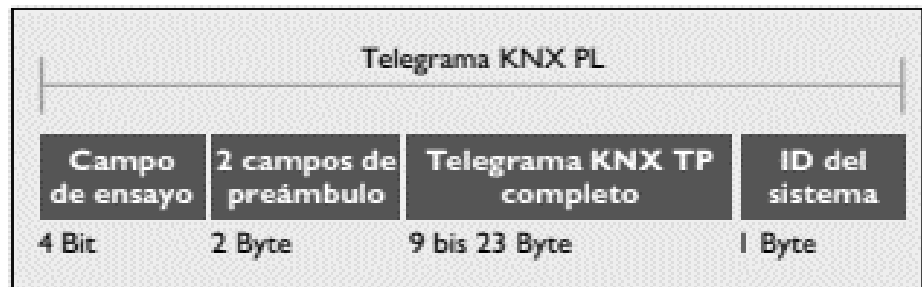 Telegrama KNX PL
Campo
de ensayo
2 campos de
preámbulo
Telegrama KNX TP
completo
ID del
sistema
4 Bit
2 Byte
9 bis 23 Byte
1 Byte